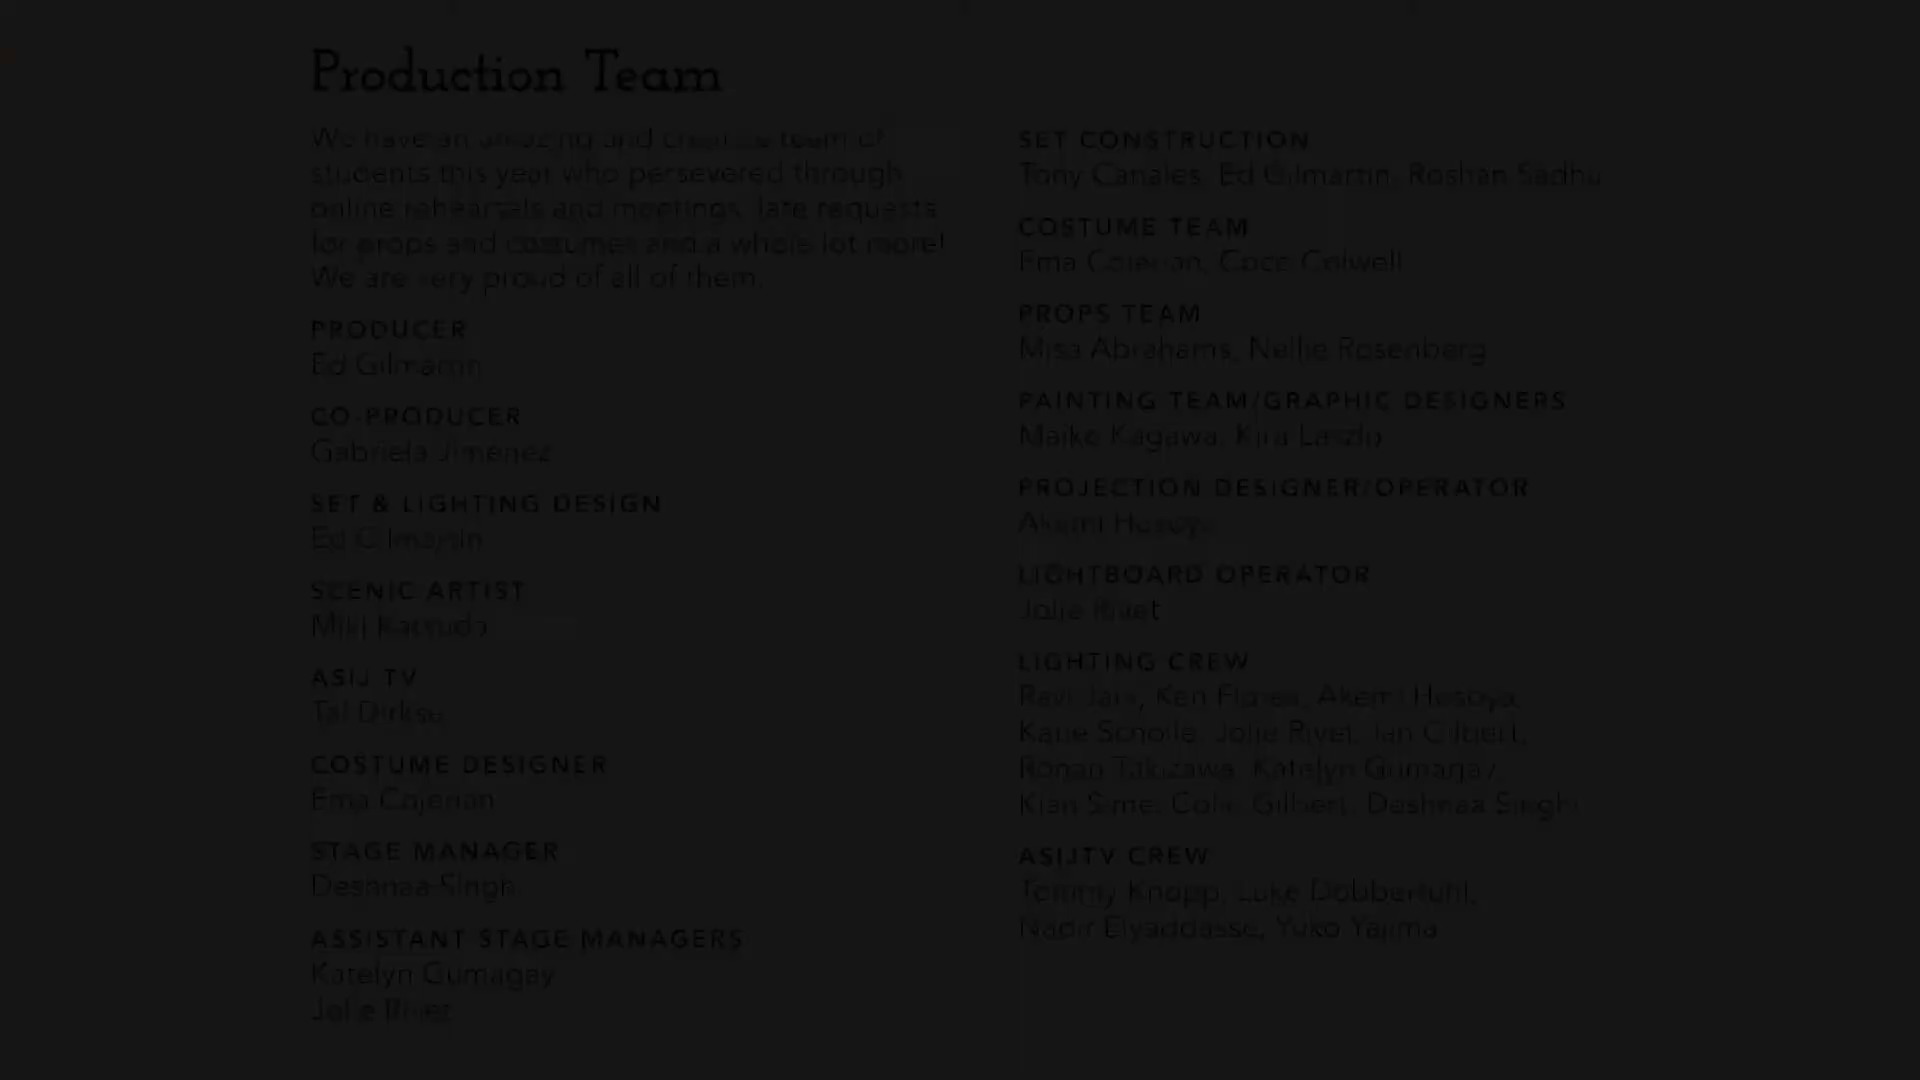 Production Team
We have an amazing and creative team of
students this year who persevered through
online rehearsals and meetings, late requests
for props and costumes and a whole lot more!
We are very proud of all of them.
PRODUCER
Ed Gilmartin
CO-PRODUCER
Gabriela Jimenez
SET & LIGHTING DESIGN
Ed Gilmartin
SCENIC ARTIST
Miki
ASIJ TV
Tal Dirkse
COSTUME DESIGNER
Ema Cojerian
STAGE MANAGER
Deshnaa Singh
ASSISTANT STAGE MANAGERS
Katelyn Gumagay
Jolie Rivet
SET CONSTRUCTION
Tony Canales, Ed Gilmartin, Roshan Sadhu
COSTUME TEAM
Ema Cojerian, Coco Colwell
PROPS TEAM
Misa Abrahams, Nellie Rosenberg
PAINTING TEAM/GRAPHIC DESIGNERS
Maiko Kagawa, Kira Laszlo
PROJECTION DESIGNER/OPERATOR
Akemi Hosoya
LIGHTBOARD OPERATOR
Jolie Rivet
LIGHTING CREW
Ravi Ken Akemi Hosoya,
Katie Jolie Rivet, Ian Gilbert,
Ronan Takizawa, Katelyn Gumagay,
Kian Gilbert, Deshnaa Singh
ASIJTV CREW
Tommy Knopp, Luke Dobbertuhl,
Nadir Elyaddasse, Yuko Yajima